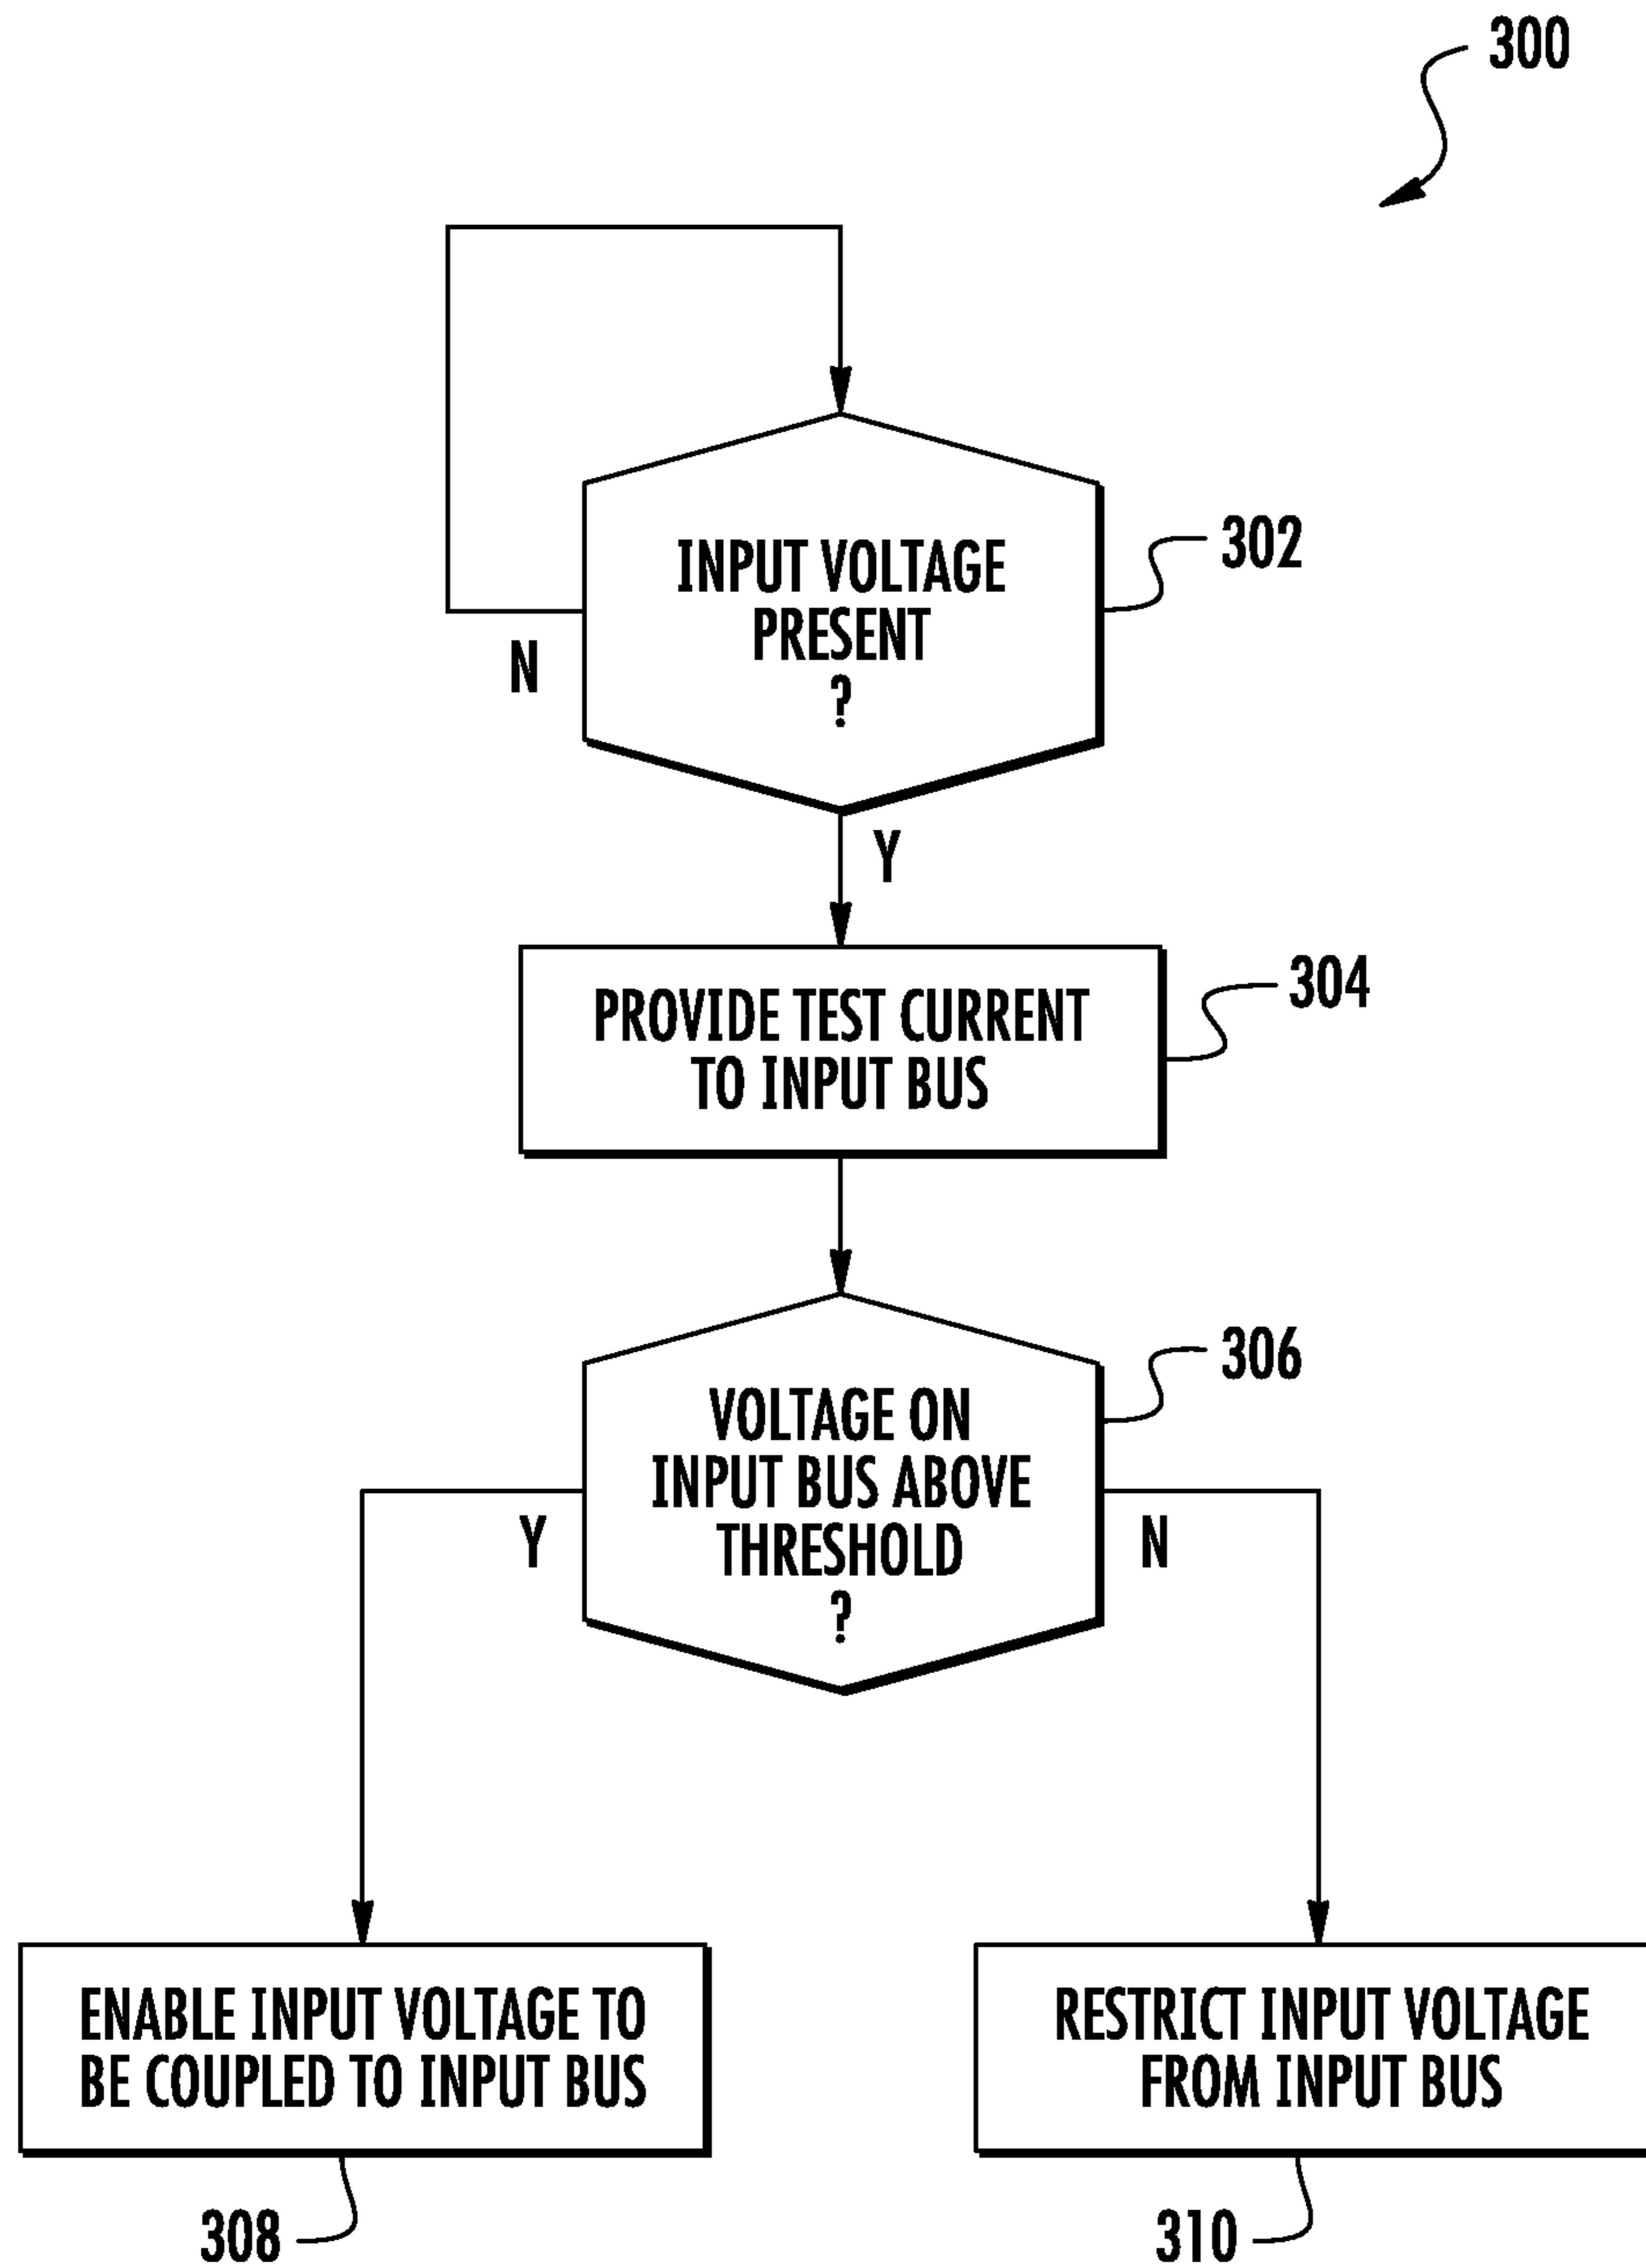 300
INPUT VOLTAGE
PRESENT
?
302
N
Y
PROVIDE TEST CURRENT
TO INPUT BUS
304
VOLTAGE ON
INPUT BUS ABOVE
THRESHOLD
?
306
Y
N
ENABLE INPUT VOLTAGE TO
BE COUPLED TO INPUT BUS
308
RESTRICT INPUT VOLTAGE
FROM INPUT BUS
310